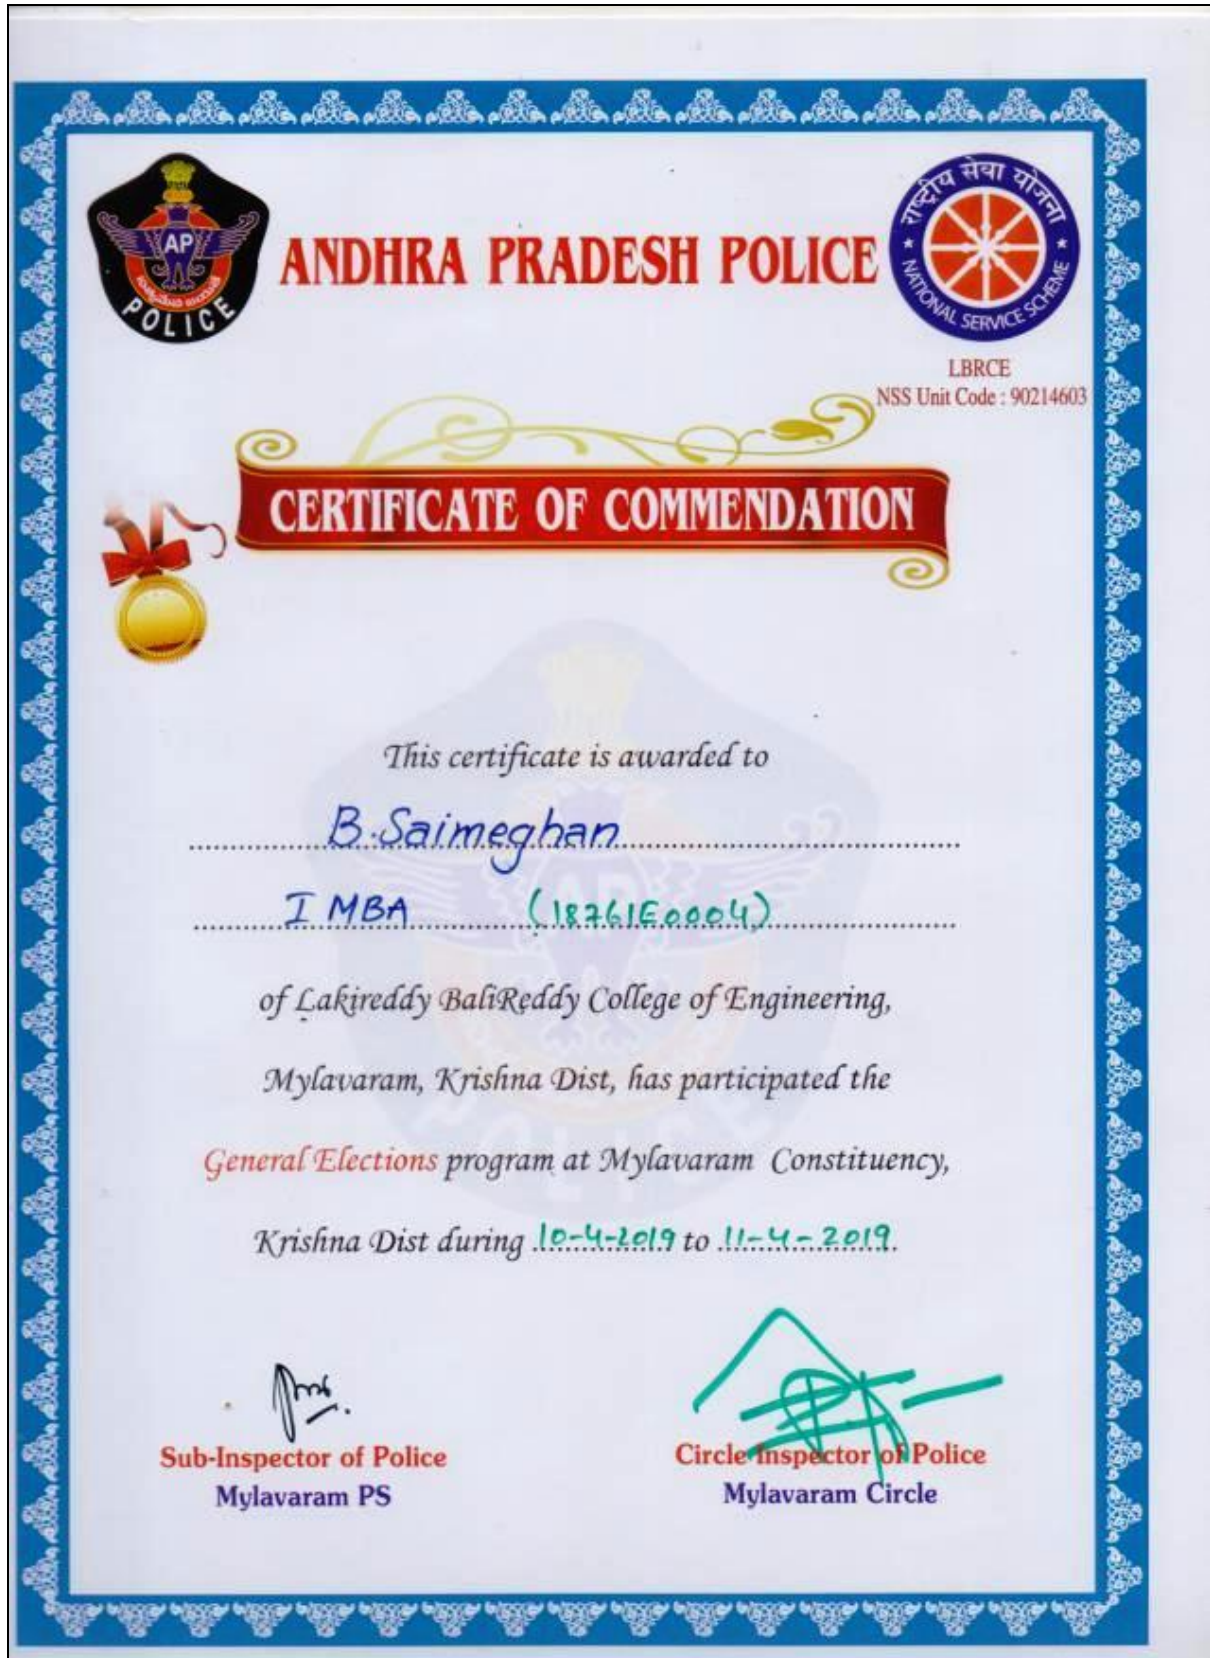 ANDHRA PRADESH POLICE
AP
POLICE
राष्ट्रीय सेवा योजना
NATIONAL SERVICE SCHEME
LBRCE
NSS Unit Code : 90214603
CERTIFICATE OF COMMENDATION
This certificate is awarded to
B. Saimeghan
I MBA (18761E0004)
of Lakireddy BaliReddy College of Engineering,
Mylavaram, Krishna Dist, has participated the
General Elections program at Mylavaram Constituency,
Krishna Dist during 10-4-2019 to 11-4-2019.
Sub-Inspector of Police
Mylavaram PS
Circle Inspector of Police
Mylavaram Circle